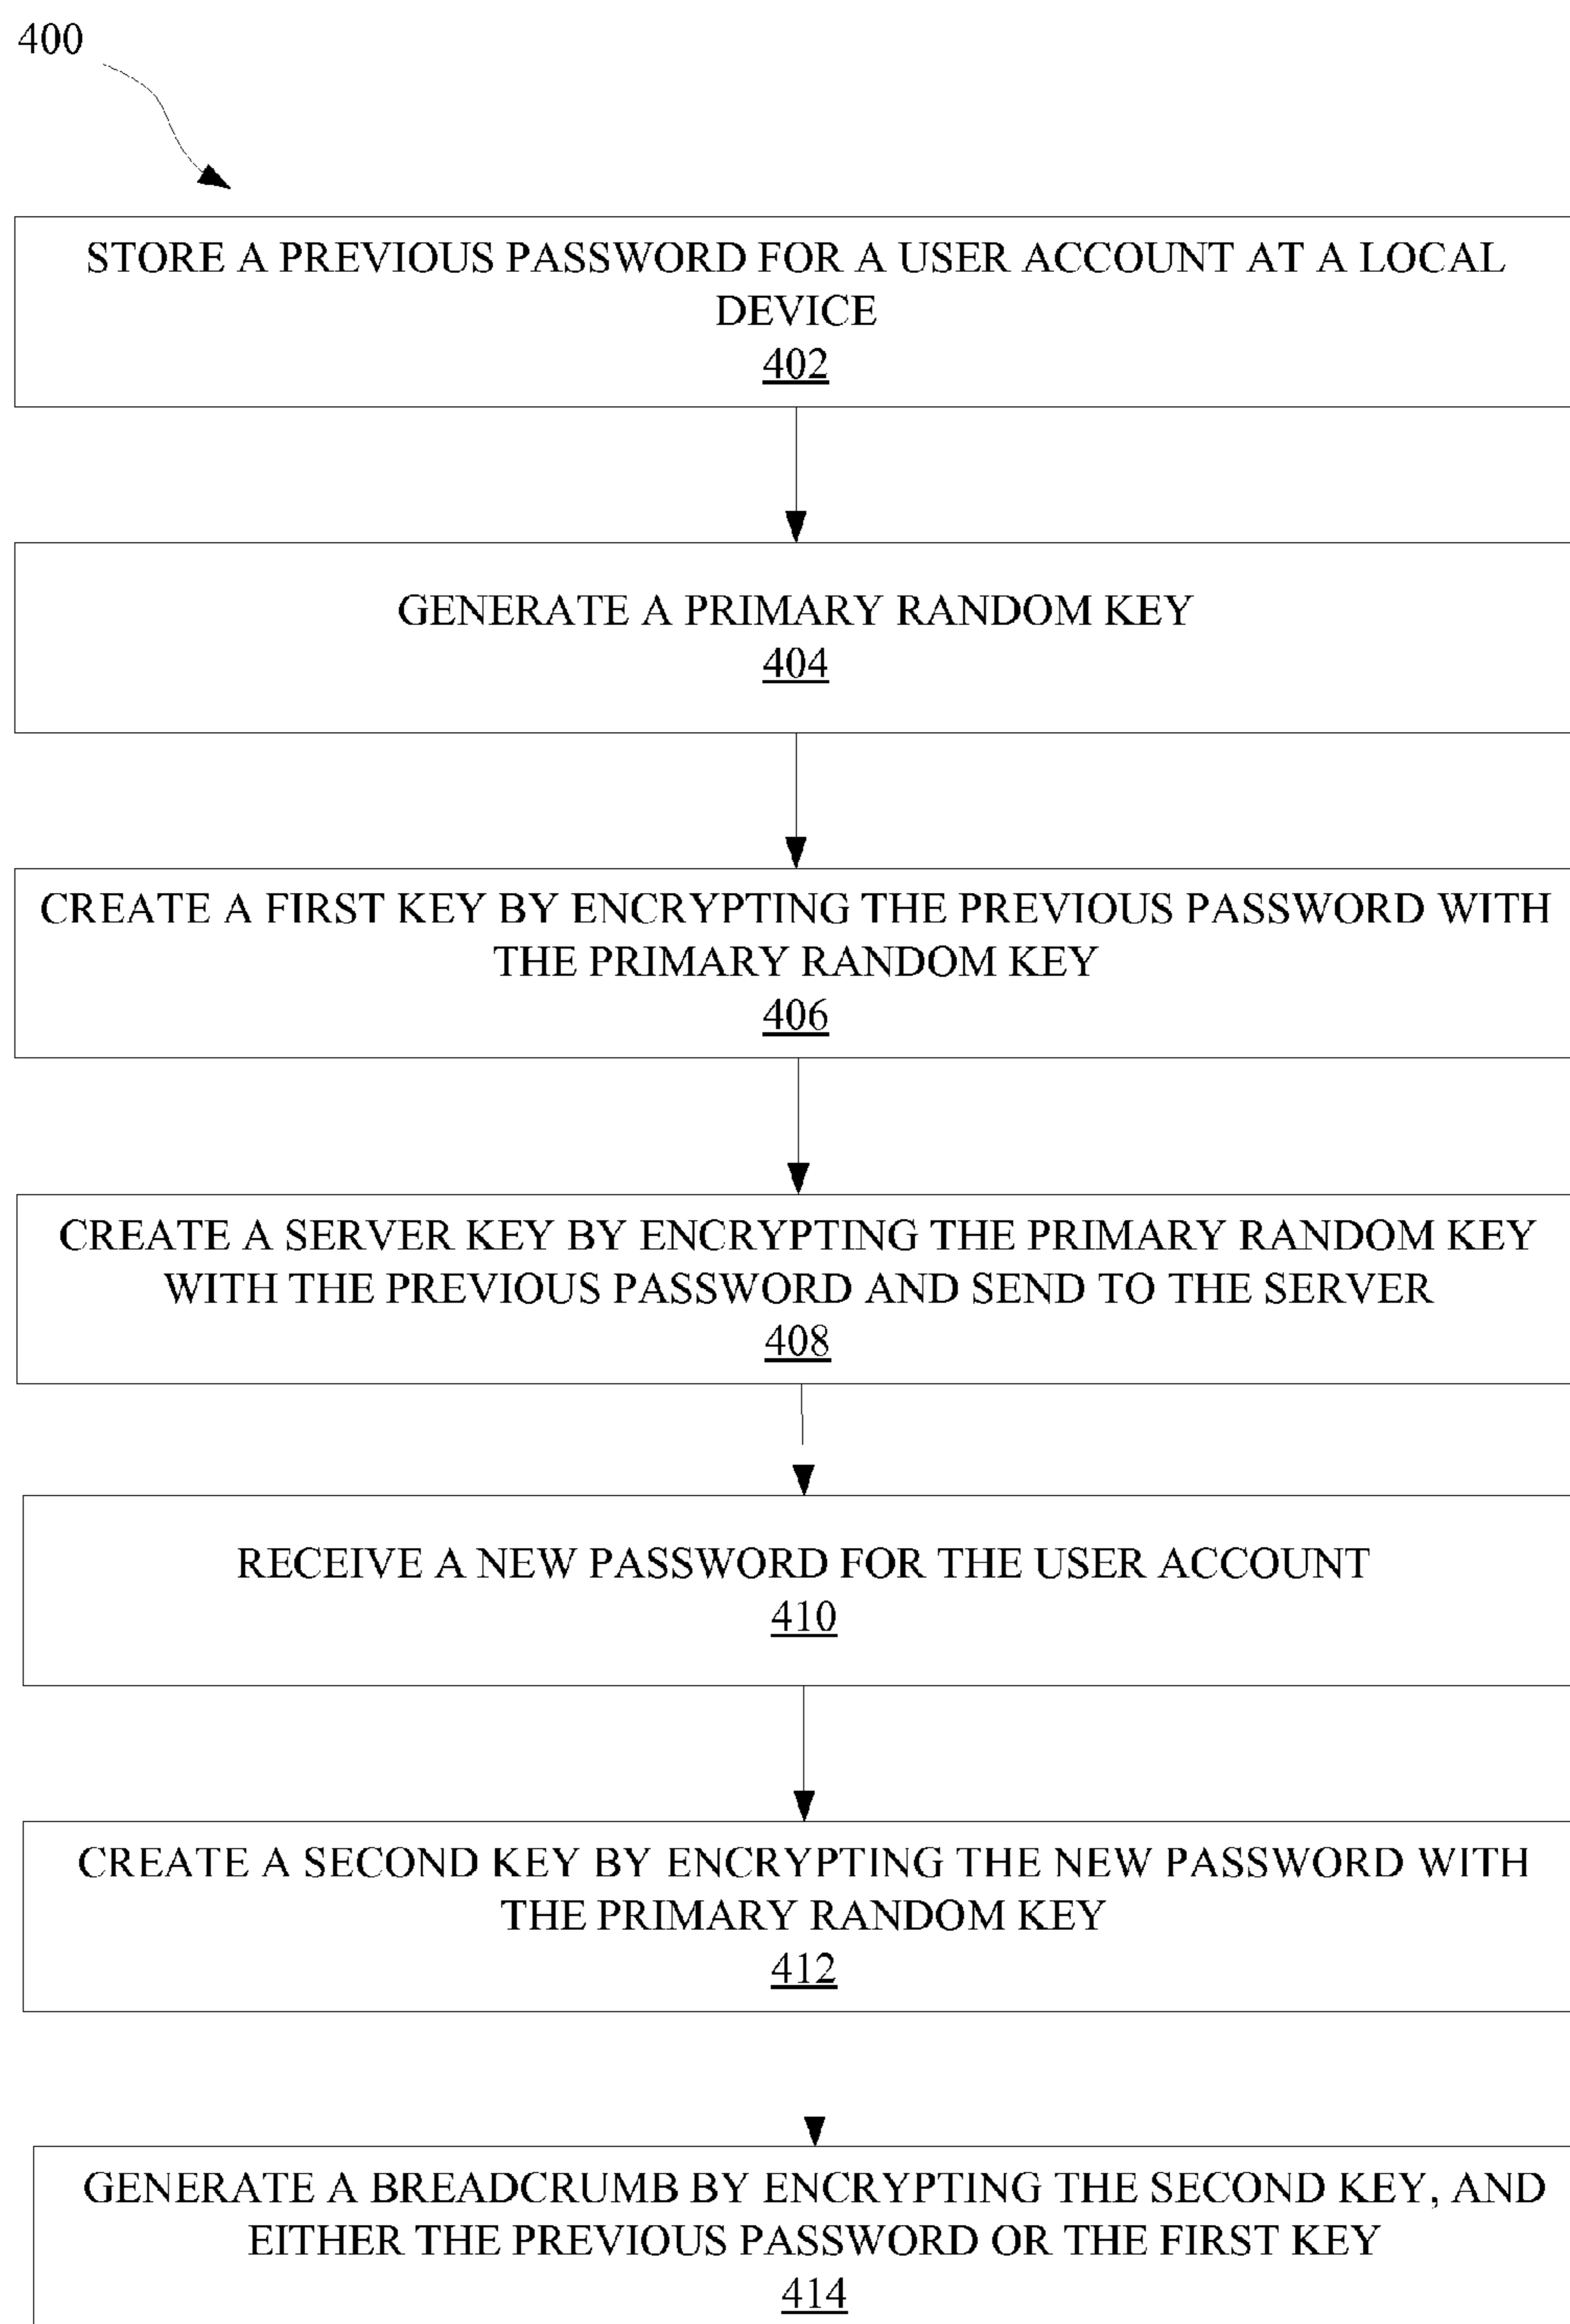 400
STORE A PREVIOUS PASSWORD FOR A USER ACCOUNT AT A LOCAL
DEVICE
402
GENERATE A PRIMARY RANDOM KEY
404
CREATE A FIRST KEY BY ENCRYPTING THE PREVIOUS PASSWORD WITH
THE PRIMARY RANDOM KEY
406
CREATE A SERVER KEY BY ENCRYPTING THE PRIMARY RANDOM KEY
WITH THE PREVIOUS PASSWORD AND SEND TO THE SERVER
408
RECEIVE A NEW PASSWORD FOR THE USER ACCOUNT
410
CREATE A SECOND KEY BY ENCRYPTING THE NEW PASSWORD WITH
THE PRIMARY RANDOM KEY
412
GENERATE A BREADCRUMB BY ENCRYPTING THE SECOND KEY, AND
EITHER THE PREVIOUS PASSWORD OR THE FIRST KEY
414